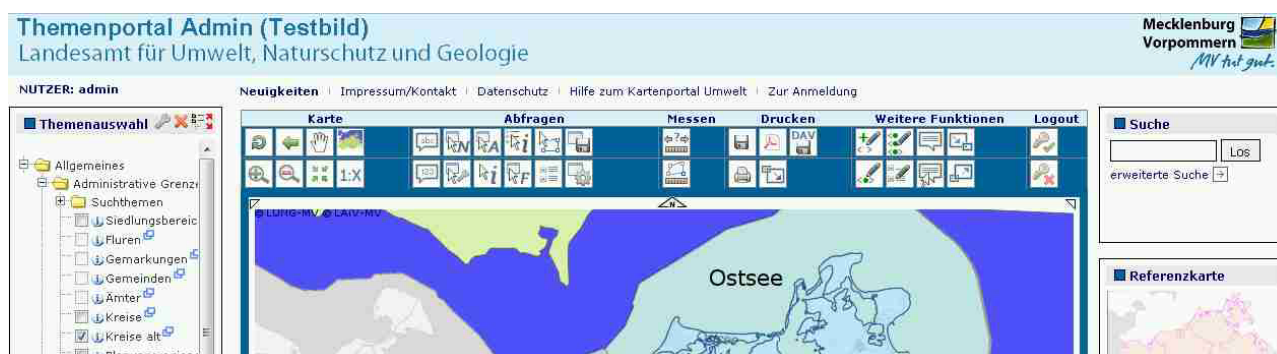 Themenportal Admin (Testbild)
Landesamt für Umwelt, Naturschutz und Geologie
Mecklenburg
Vorpommern
MV tut gut.
NUTZER: admin
Neuigkeiten Impressum/Kontakt Datenschutz Hilfe zum Kartenportal Umwelt Zur Anmeldung
Themenauswahl
Allgemeines
Administrative Grenze
Suchthemen
Siedlungsbereic
Fluren
Gemarkungen
Gemeinden
Ämter
Kreise
Kreise alt
Karte Abfragen Messen Drucken Weitere Funktionen Logout
abc N A i DAV
1:X 123 i F
© LUNG-MV, © LAiV-MV
N
Ostsee
Suche
Los
erweiterte Suche
Referenzkarte